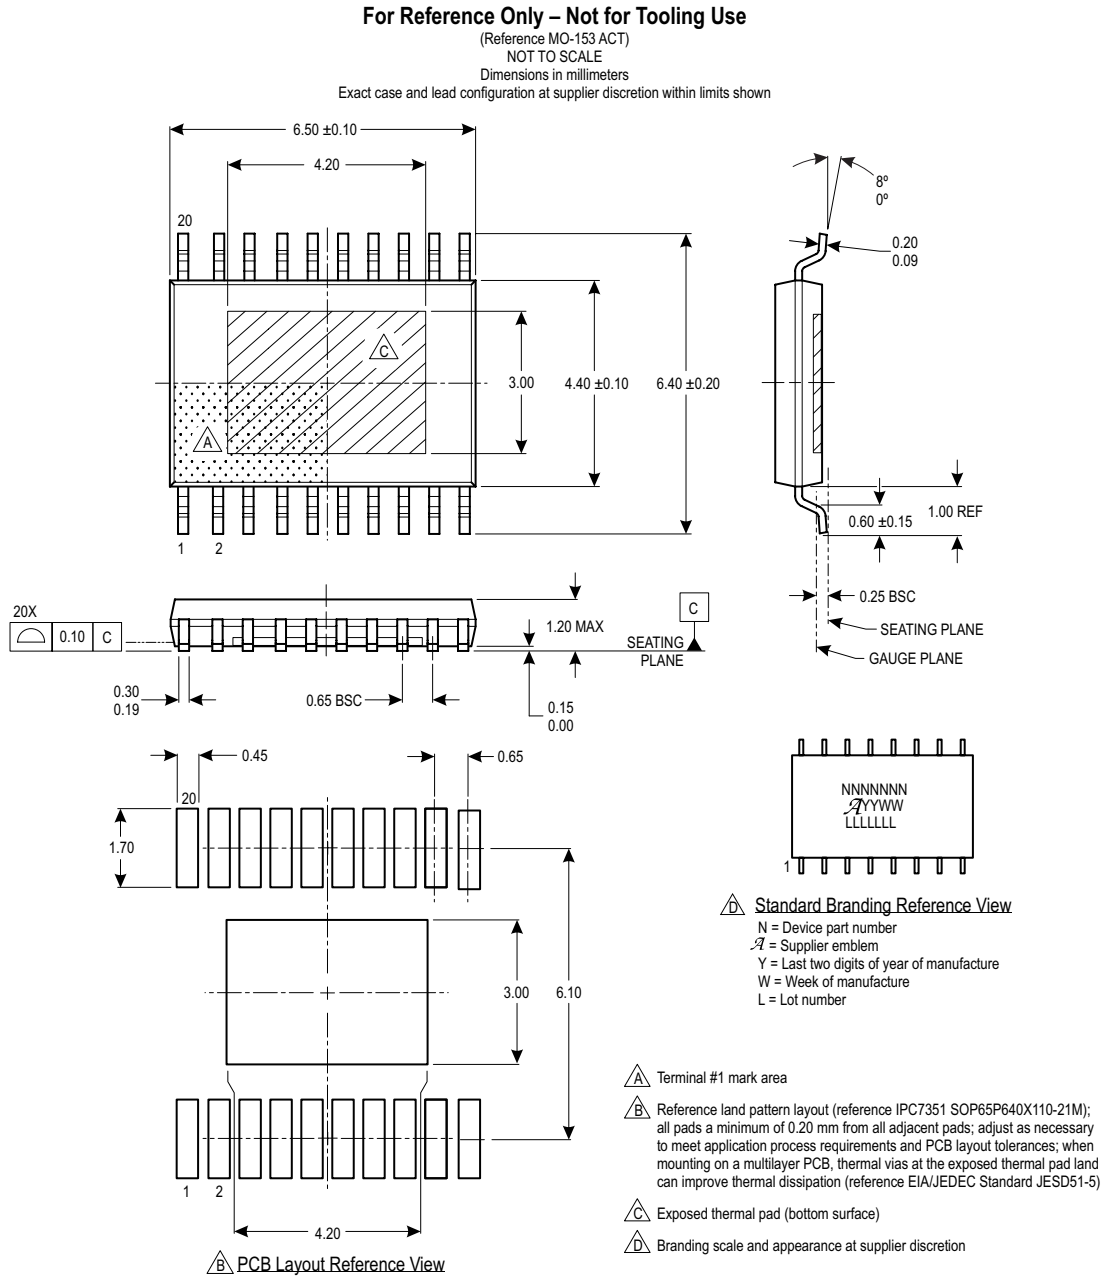 For Reference Only – Not for Tooling Use
(Reference MO-153 ACT)
NOT TO SCALE
Dimensions in millimeters
Exact case and lead configuration at supplier discretion within limits shown
6.50 ±0.10
4.20
20
C
A
3.00
4.40 ±0.10
6.40 ±0.20
1
2
8º
0º
0.20
0.09
0.60 ±0.15
1.00 REF
0.25 BSC
SEATING PLANE
GAUGE PLANE
20X
0.10
C
1.20 MAX
C
SEATING
PLANE
0.30
0.19
0.65 BSC
0.15
0.00
0.45
0.65
20
1.70
3.00
6.10
1
2
4.20
B PCB Layout Reference View
NNNNNNN
A YYWW
LLLLLLL
1
D Standard Branding Reference View
N = Device part number
A = Supplier emblem
Y = Last two digits of year of manufacture
W = Week of manufacture
L = Lot number
A Terminal #1 mark area
B Reference land pattern layout (reference IPC7351 SOP65P640X110-21M);
all pads a minimum of 0.20 mm from all adjacent pads; adjust as necessary
to meet application process requirements and PCB layout tolerances; when
mounting on a multilayer PCB, thermal vias at the exposed thermal pad land
can improve thermal dissipation (reference EIA/JEDEC Standard JESD51-5)
C Exposed thermal pad (bottom surface)
D Branding scale and appearance at supplier discretion